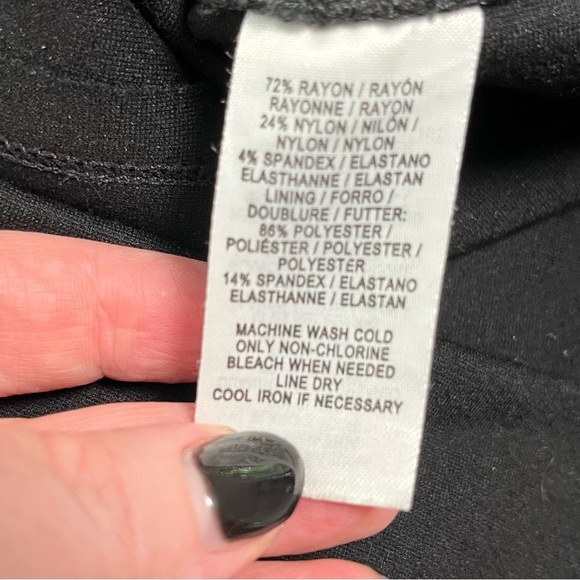 72% RAYON / RAYÓN
RAYONNE / RAYON
24% NYLON / NILÓN /
NYLON / NYLON
4% SPANDEX / ELASTANO
ELASTHANNE / ELASTAN
LINING / FORRO /
DOUBLURE / FUTTER:
86% POLYESTER /
POLIÉSTER / POLYESTER /
POLYESTER
14% SPANDEX / ELASTANO
ELASTHANNE / ELASTAN
MACHINE WASH COLD
ONLY NON-CHLORINE
BLEACH WHEN NEEDED
LINE DRY
COOL IRON IF NECESSARY